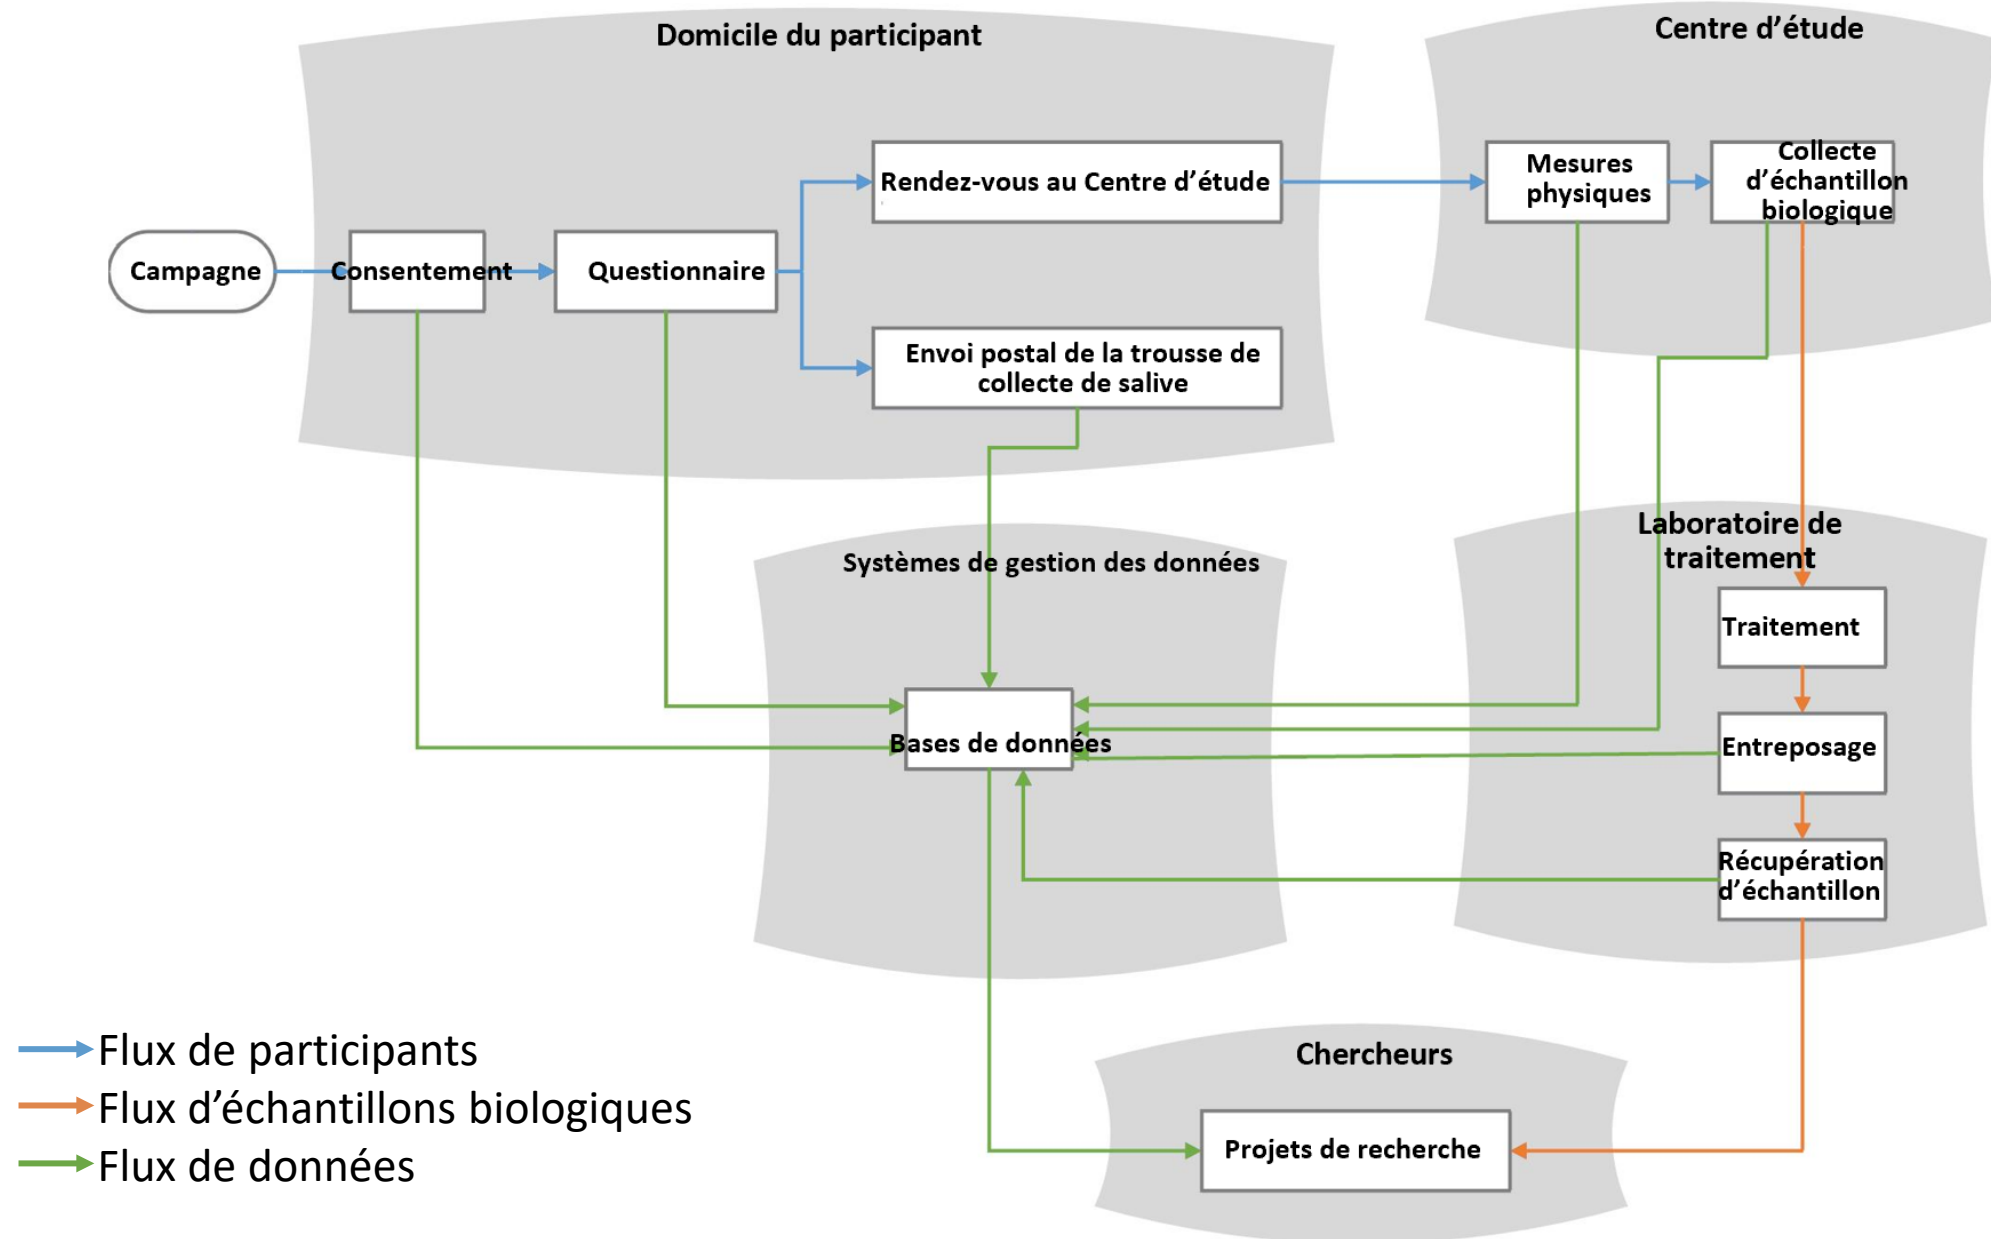 Domicile du participant
Centre d’étude
Rendez-vous au Centre d’étude
Mesures
physiques
Collecte
d’échantillon
biologique
Campagne
Consentement
Questionnaire
Envoi postal de la trousse de
collecte de salive
Systèmes de gestion des données
Laboratoire de
traitement
Traitement
Bases de données
Entreposage
Récupération
d’échantillon
Flux de participants
Flux d’échantillons biologiques
Flux de données
Chercheurs
Projets de recherche